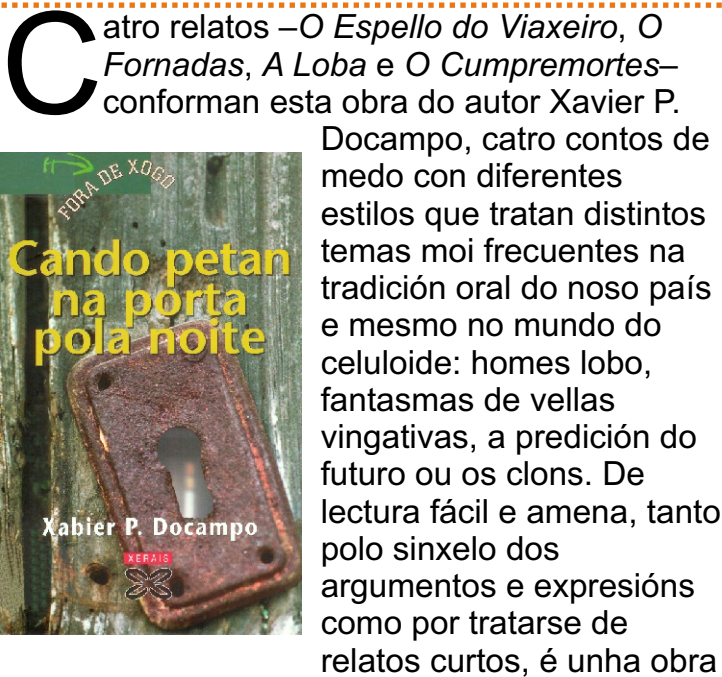 Catro relatos –O Espello do Viaxeiro, O
Fornadas, A Loba e O Cumpremortes–
conforman esta obra do autor Xavier P.
Docampo, catro contos de
medo con diferentes
estilos que tratan distintos
temas moi frecuentes na
tradición oral do noso país
e mesmo no mundo do
celuloide: homes lobo,
fantasmas de vellas
vingativas, a predición do
futuro ou os clons. De
lectura fácil e amena, tanto
polo sinxelo dos
argumentos e expresións
como por tratarse de
relatos curtos, é unha obra
FORA DE XOGO
Cando petan
na porta
pola noite
Xabier P. Docampo
XERAIS